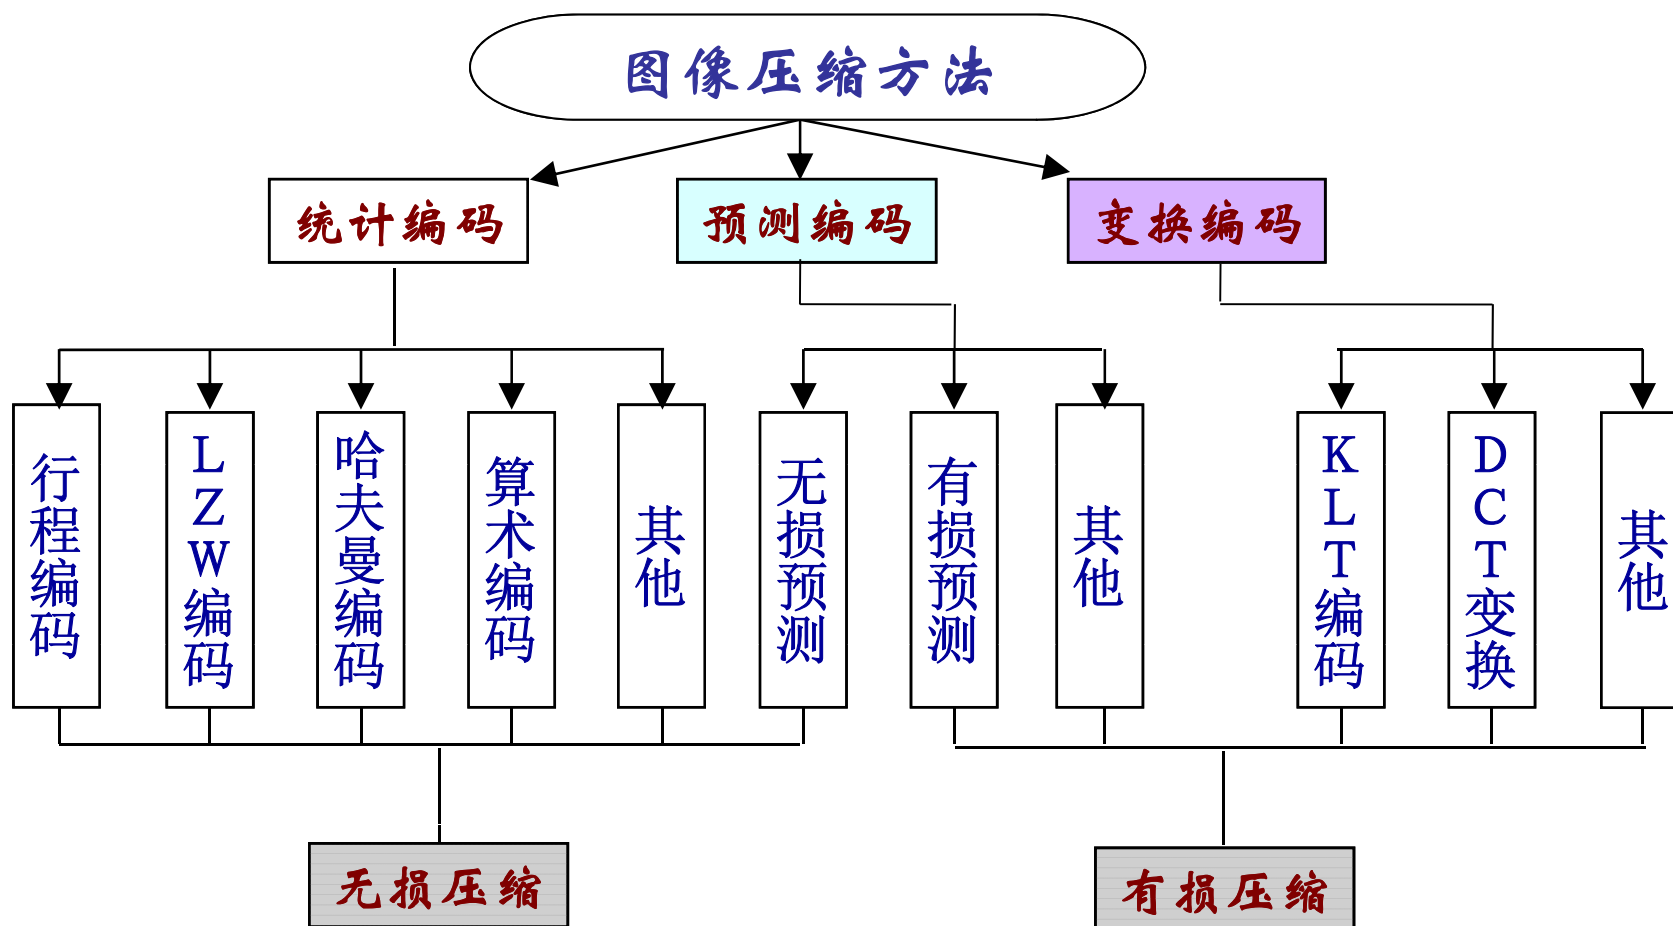 图像压缩方法
统计编码
预测编码
变换编码
行程编码
LZW编码
哈夫曼编码
算术编码
其他
无损预测
有损预测
其他
KLT编码
DCT变换
其他
无损压缩
有损压缩